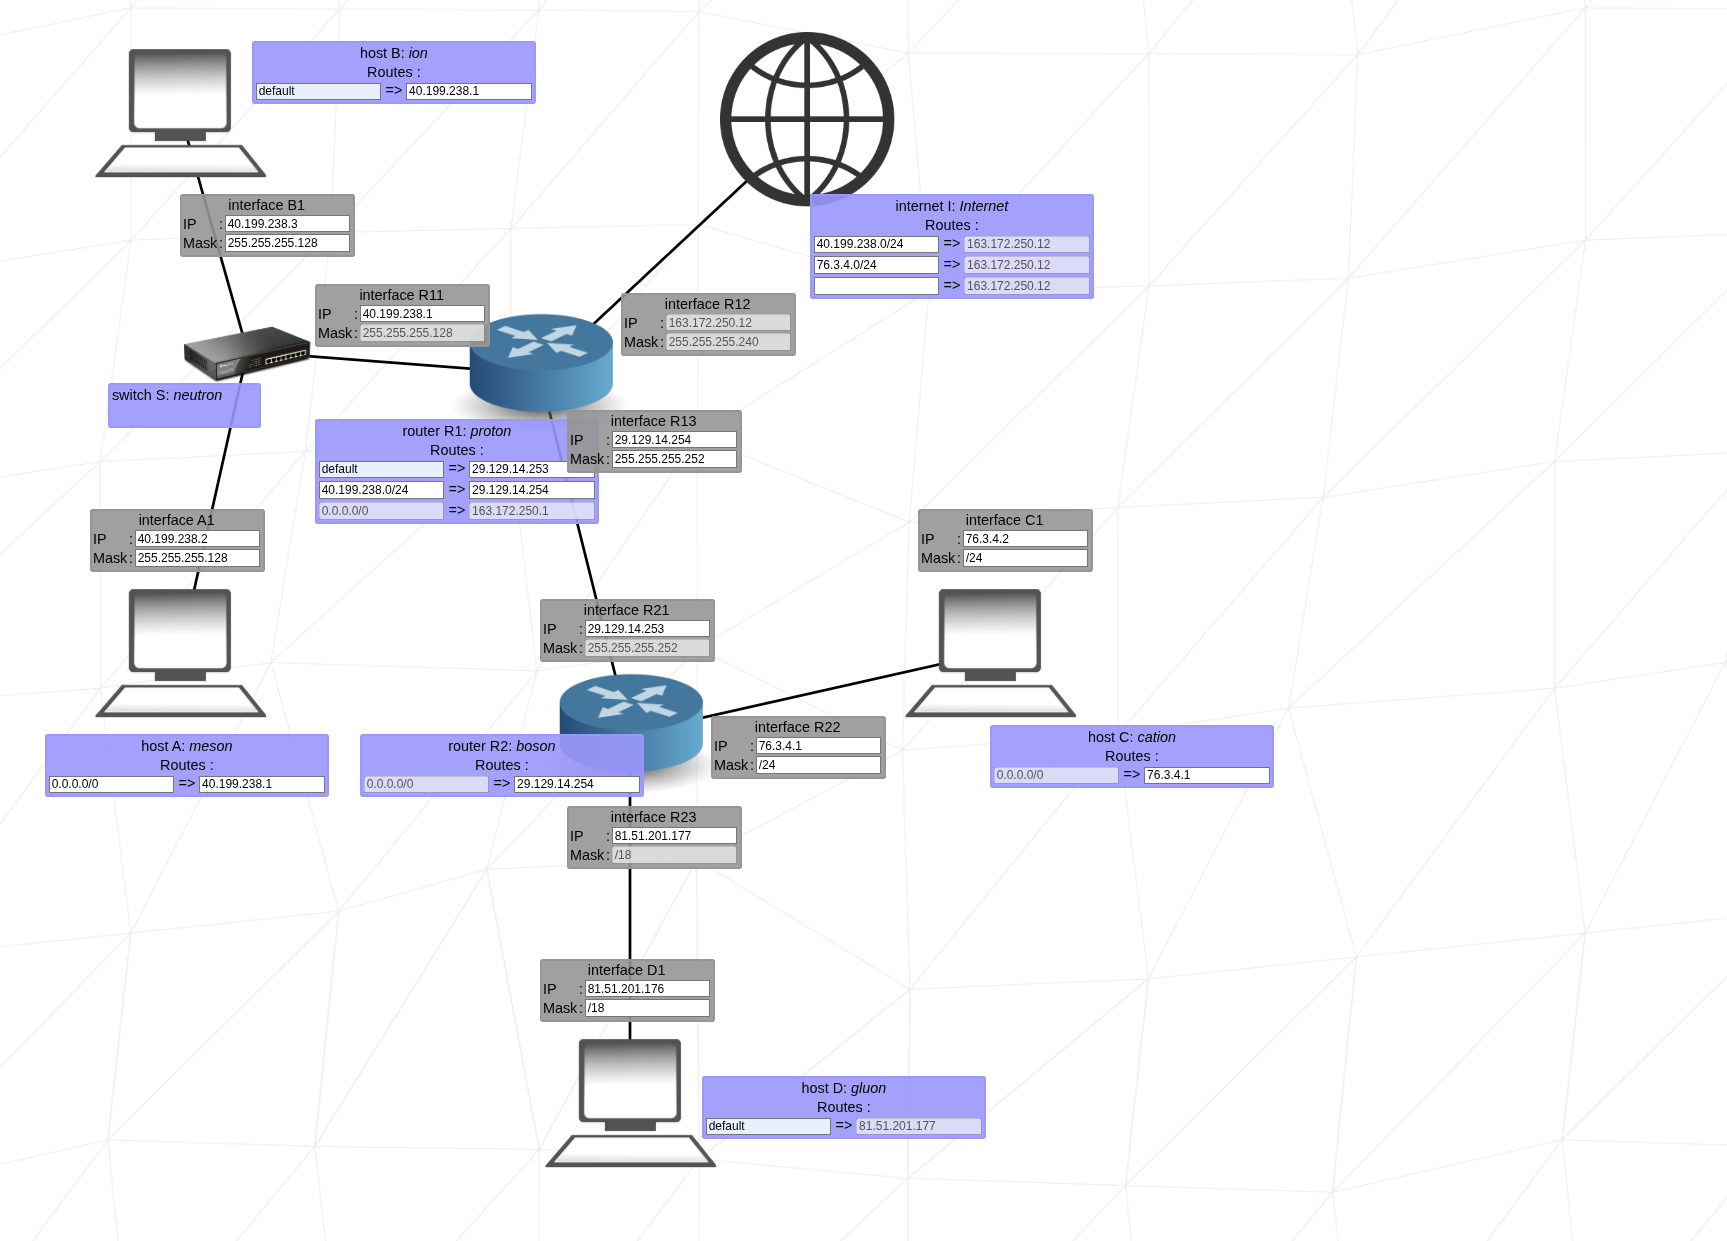 host B: ion
Routes :
default => 40.199.238.1
interface B1
IP : 40.199.238.3
Mask : 255.255.255.128
internet I: Internet
Routes :
40.199.238.0/24 => 163.172.250.12
76.3.4.0/24 => 163.172.250.12
=> 163.172.250.12
interface R11
IP : 40.199.238.1
Mask : 255.255.255.128
interface R12
IP : 163.172.250.12
Mask : 255.255.255.240
switch S: neutron
router R1: proton
Routes :
default => 29.129.14.253
40.199.238.0/24 => 29.129.14.254
0.0.0.0/0 => 163.172.250.1
interface R13
IP : 29.129.14.254
Mask : 255.255.255.252
interface A1
IP : 40.199.238.2
Mask : 255.255.255.128
interface C1
IP : 76.3.4.2
Mask : /24
interface R21
IP : 29.129.14.253
Mask : 255.255.255.252
host A: meson
Routes :
0.0.0.0/0 => 40.199.238.1
router R2: boson
Routes :
0.0.0.0/0 => 29.129.14.254
interface R22
IP : 76.3.4.1
Mask : /24
host C: cation
Routes :
0.0.0.0/0 => 76.3.4.1
interface R23
IP : 81.51.201.177
Mask : /18
interface D1
IP : 81.51.201.176
Mask : /18
host D: gluon
Routes :
default => 81.51.201.177